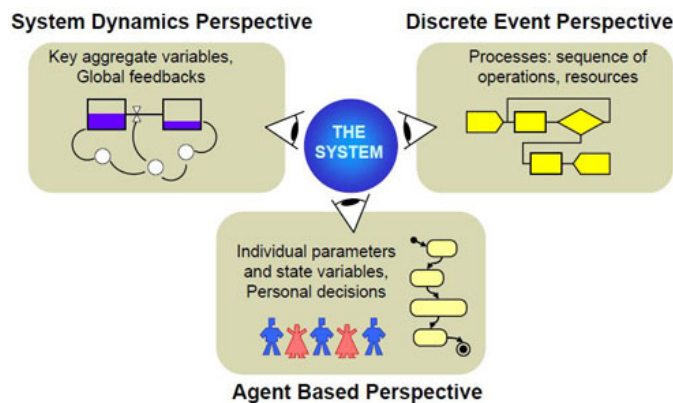 System Dynamics Perspective
Key aggregate variables,
Global feedbacks
Discrete Event Perspective
Processes: sequence of
operations, resources
THE
SYSTEM
Individual parameters
and state variables,
Personal decisions
Agent Based Perspective